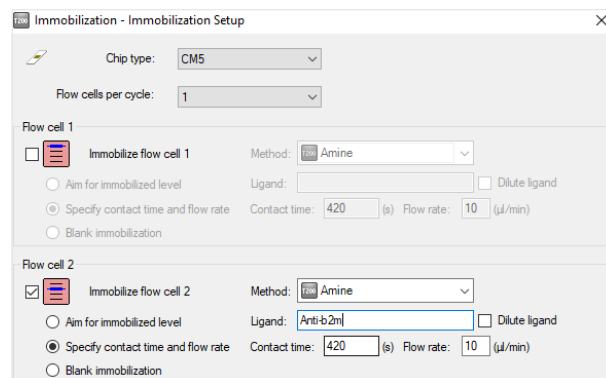 T200 Immobilization - Immobilization Setup
Chip type: CM5
Flow cells per cycle: 1
Flow cell 1
Immobilize flow cell 1 Method: T200 Amine
Aim for immobilized level Ligand: Dilute ligand
Specify contact time and flow rate Contact time: 420 (s) Flow rate: 10 (µl/min)
Blank immobilization
Flow cell 2
Immobilize flow cell 2 Method: T200 Amine
Aim for immobilized level Ligand: Anti-b2m Dilute ligand
Specify contact time and flow rate Contact time: 420 (s) Flow rate: 10 (µl/min)
Blank immobilization